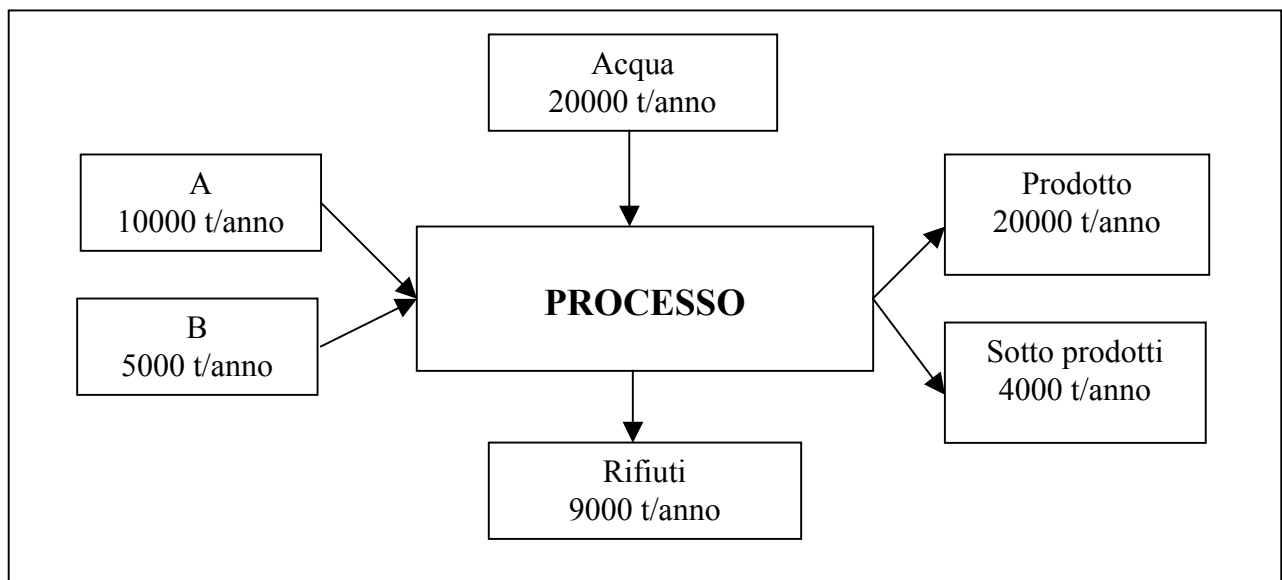 Acqua
20000 t/anno
A
10000 t/anno
Prodotto
20000 t/anno
PROCESSO
B
5000 t/anno
Sotto prodotti
4000 t/anno
Rifiuti
9000 t/anno